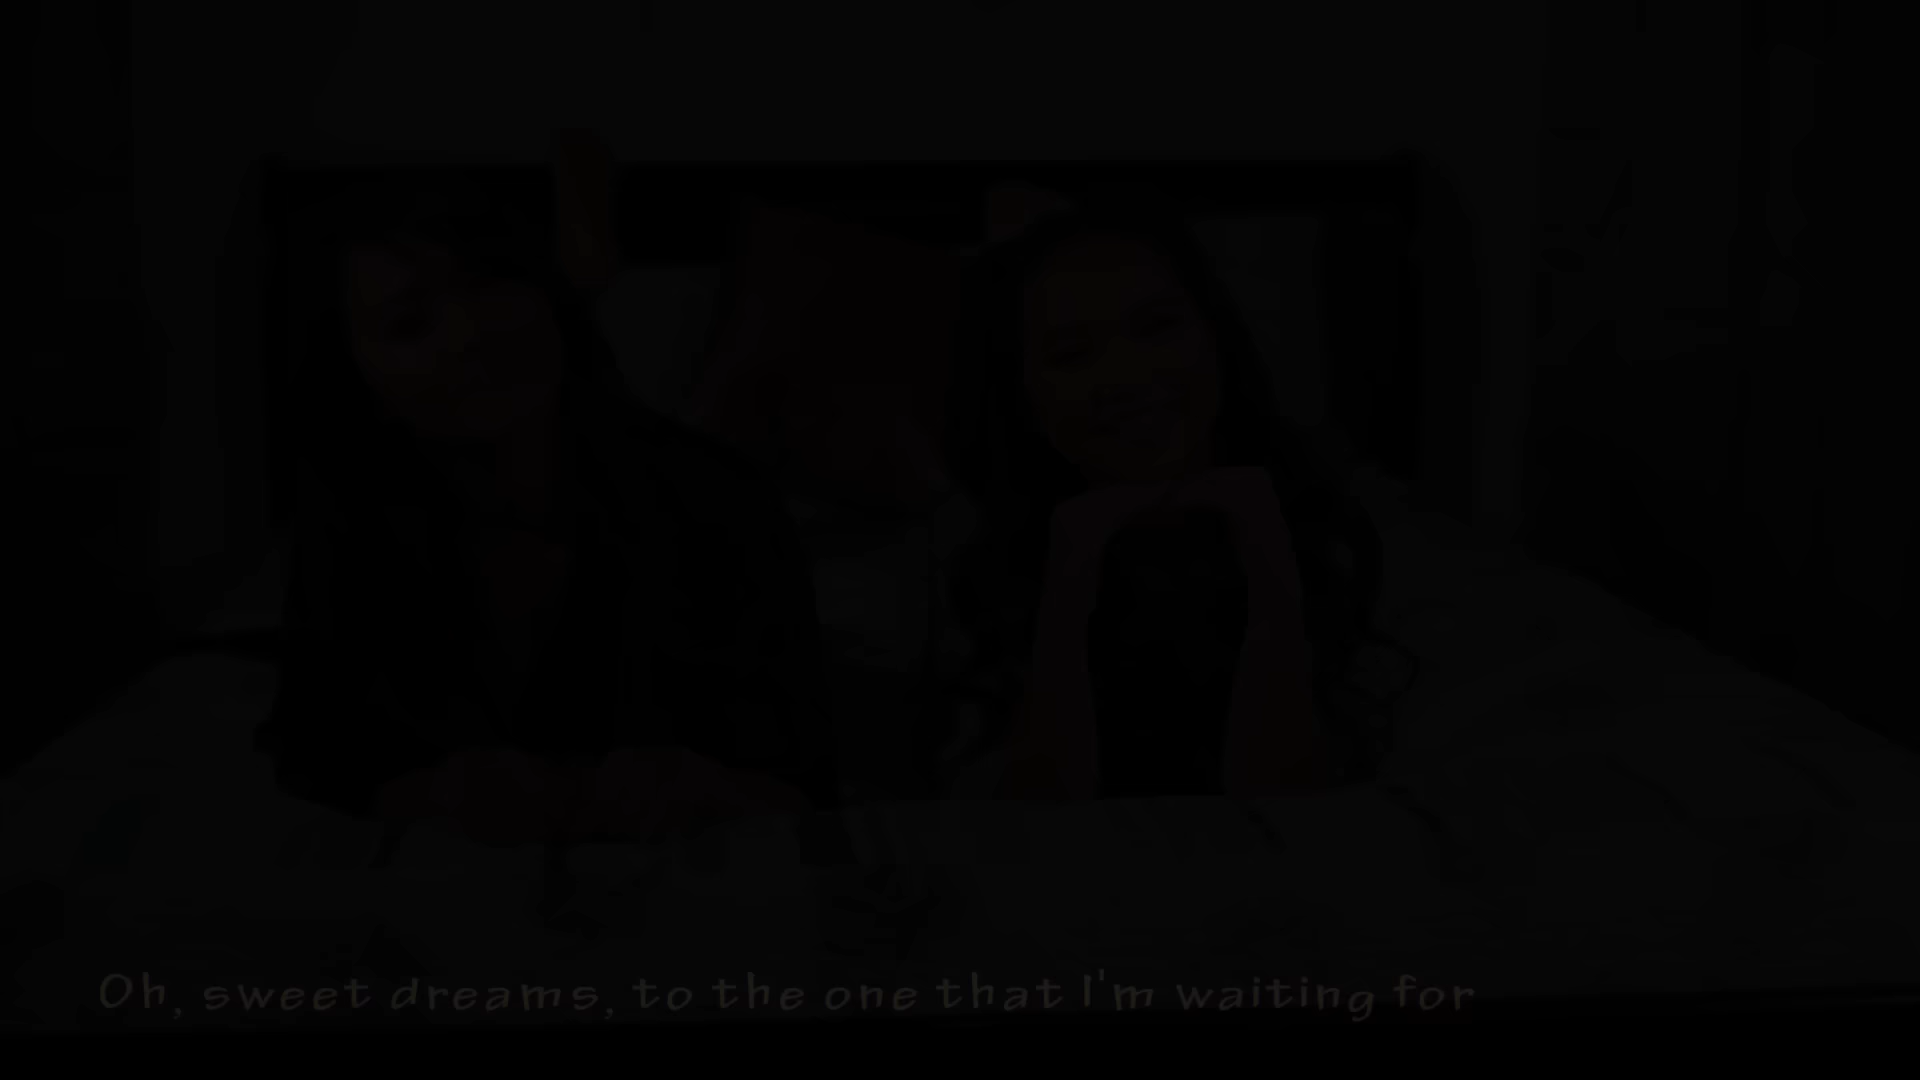 Oh, sweet dreams, to the one that I'm waiting for